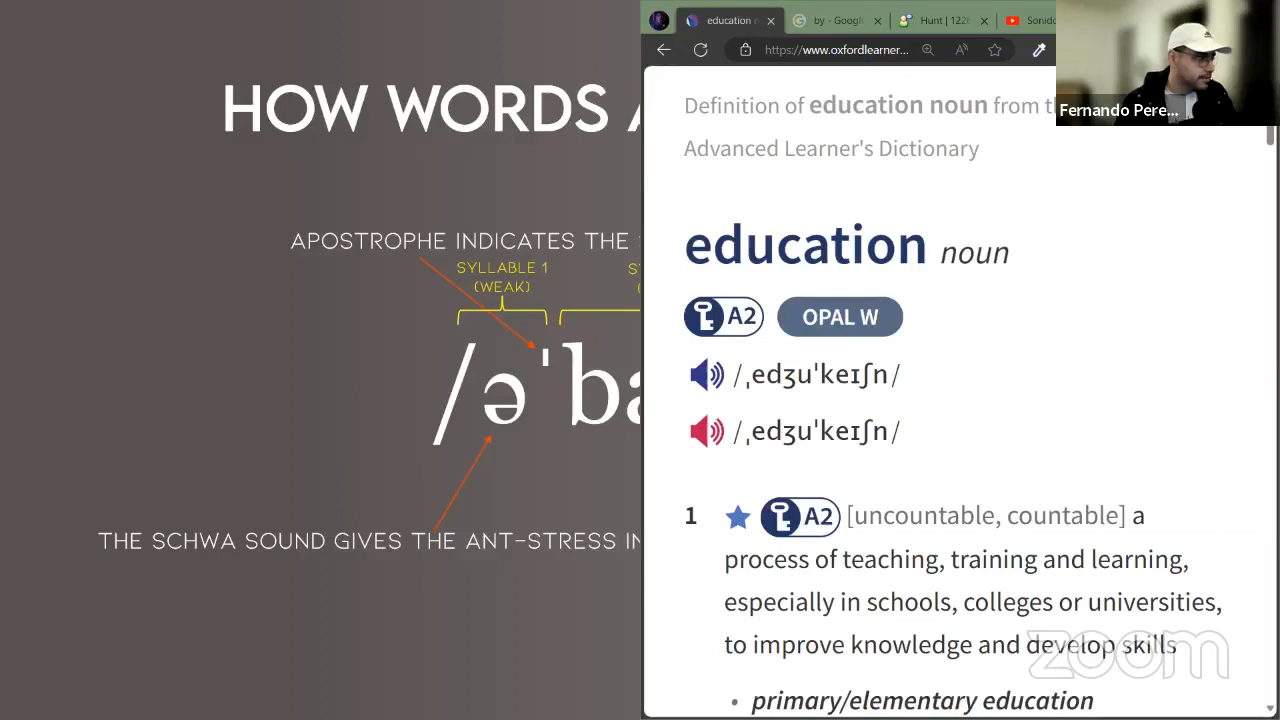 HOW WORDS A
APOSTROPHE INDICATES THE
SYLLABLE 1
(WEAK)
/əˈba
THE SCHWA SOUND GIVES THE ANT-STRESS IN
education n
by - Google
Hunt | 122
Sonido
https://www.oxfordlearner...
Fernando Pere...
Definition of education noun from th
Advanced Learner's Dictionary
education noun
A2 OPAL W
/ˌedʒuˈkeɪʃn/
/ˌedʒuˈkeɪʃn/
1 A2 [uncountable, countable] a
process of teaching, training and learning,
especially in schools, colleges or universities,
to improve knowledge and develop skills
zoom
• primary/elementary education